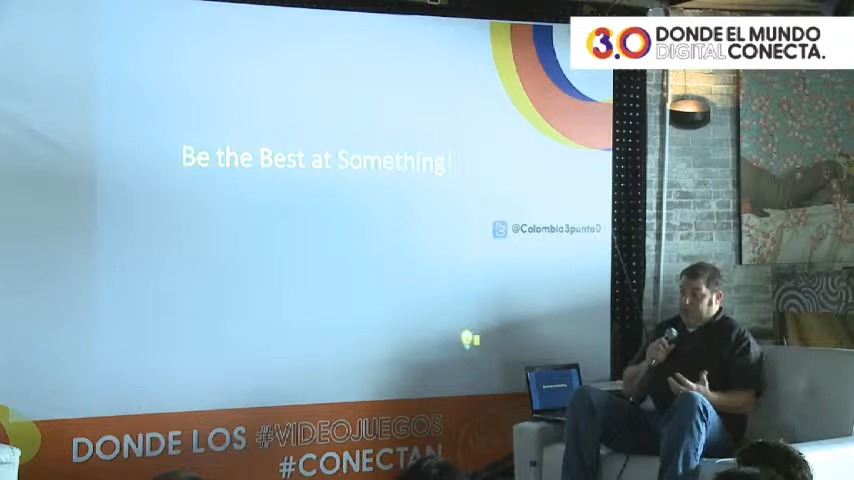 3.0 DONDE EL MUNDO
DIGITAL CONECTA.
Be the Best at Something!
@Colombia3punto0
DONDE LOS #VIDEOJUEGOS
#CONECTAN